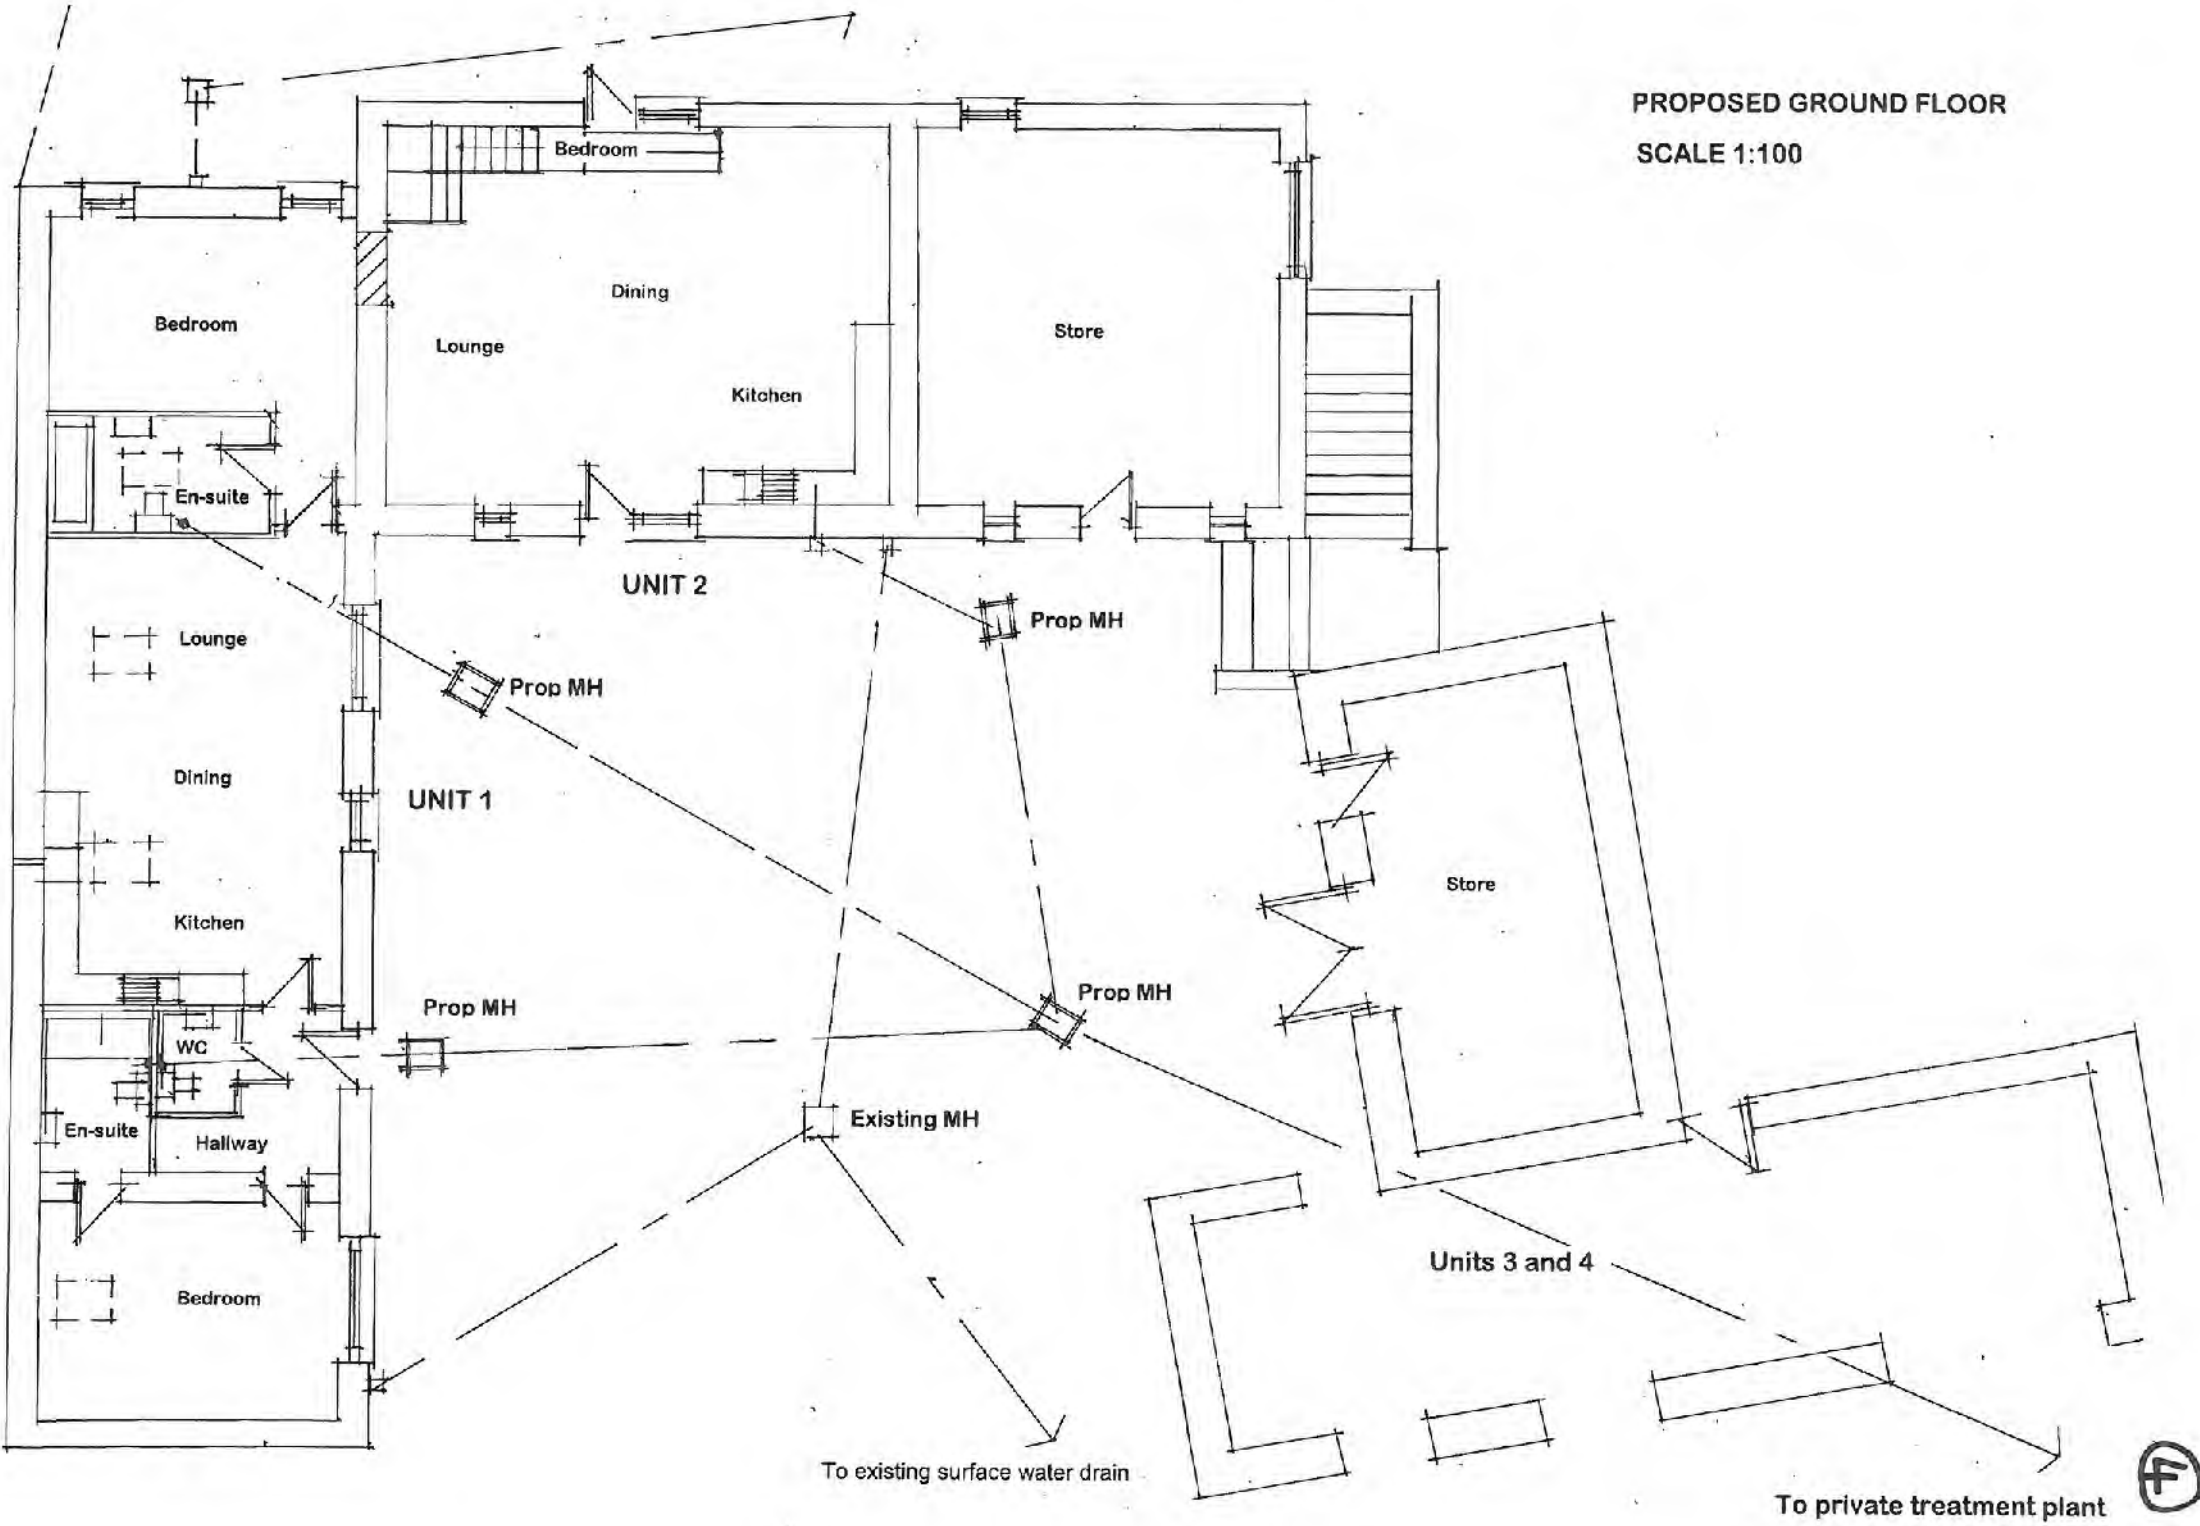 PROPOSED GROUND FLOOR
SCALE 1:100
Bedroom
Dining
Bedroom
Lounge
Store
Kitchen
En-suite
UNIT 2
Prop MH
Lounge
Prop MH
Dining
UNIT 1
Store
Kitchen
Prop MH
Prop MH
WC
Existing MH
En-suite
Hallway
Units 3 and 4
Bedroom
To existing surface water drain
To private treatment plant
F